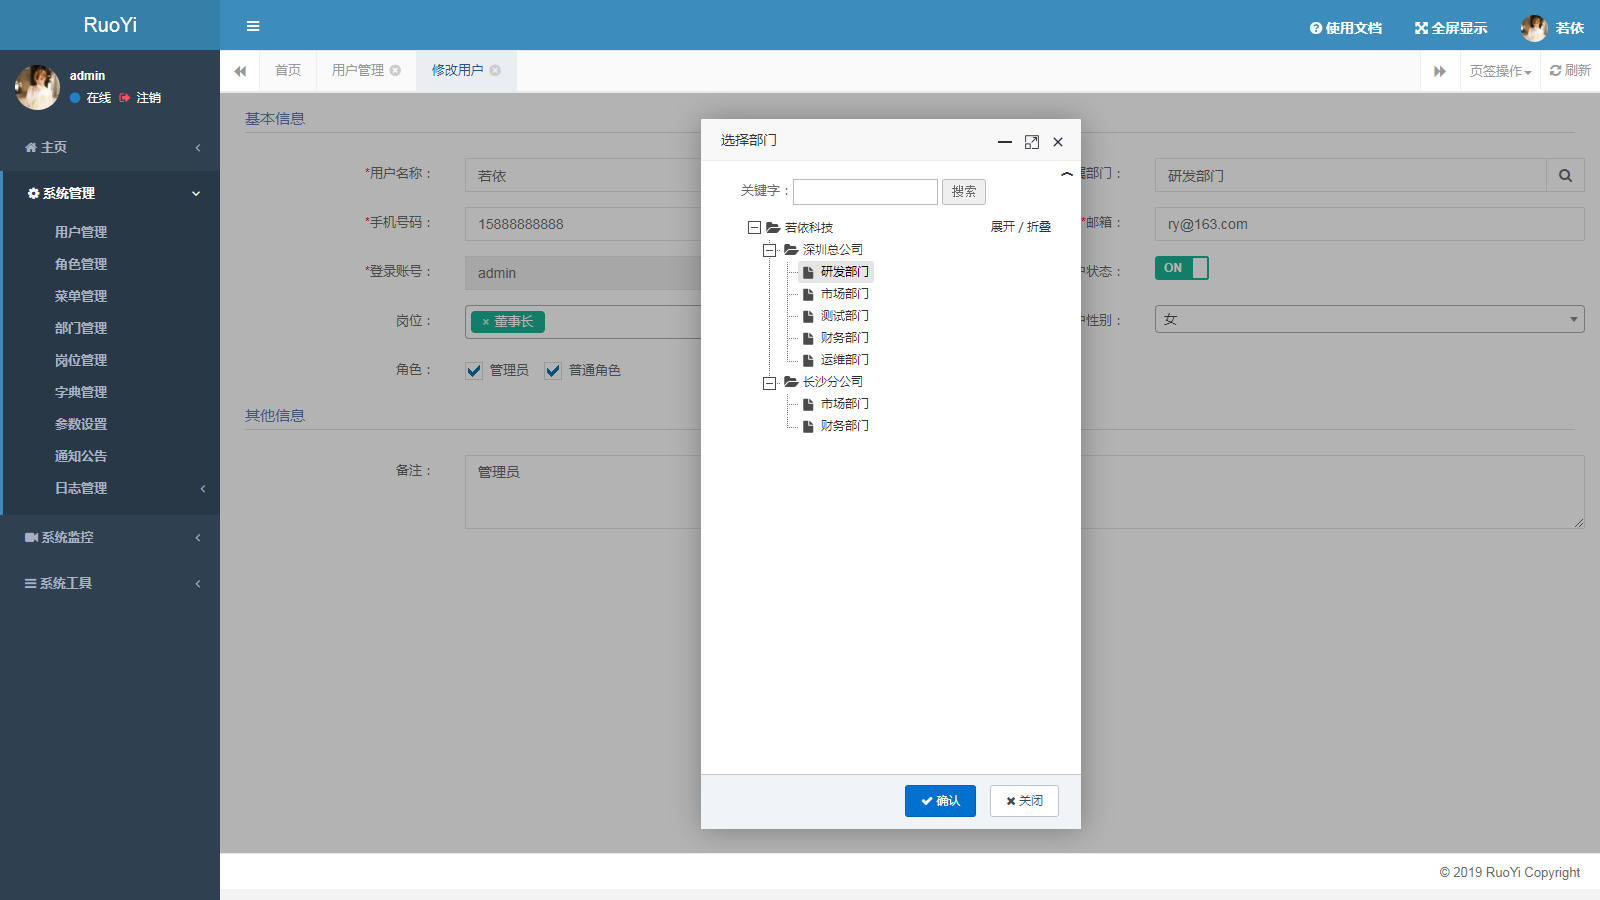 RuoYi
使用文档
全屏显示
若依
admin
在线 注销
首页
用户管理
修改用户
页签操作
刷新
主页
系统管理
用户管理
角色管理
菜单管理
部门管理
岗位管理
字典管理
参数设置
通知公告
日志管理
系统监控
系统工具
基本信息
*用户名称：
若依
部门：
研发部门
*手机号码：
15888888888
*邮箱：
ry@163.com
*登录账号：
admin
状态：
ON
岗位：
× 董事长
性别：
女
角色：
管理员
普通角色
其他信息
备注：
管理员
选择部门
关键字：
搜索
展开 / 折叠
若依科技
深圳总公司
研发部门
市场部门
测试部门
财务部门
运维部门
长沙分公司
市场部门
财务部门
确认
关闭
© 2019 RuoYi Copyright